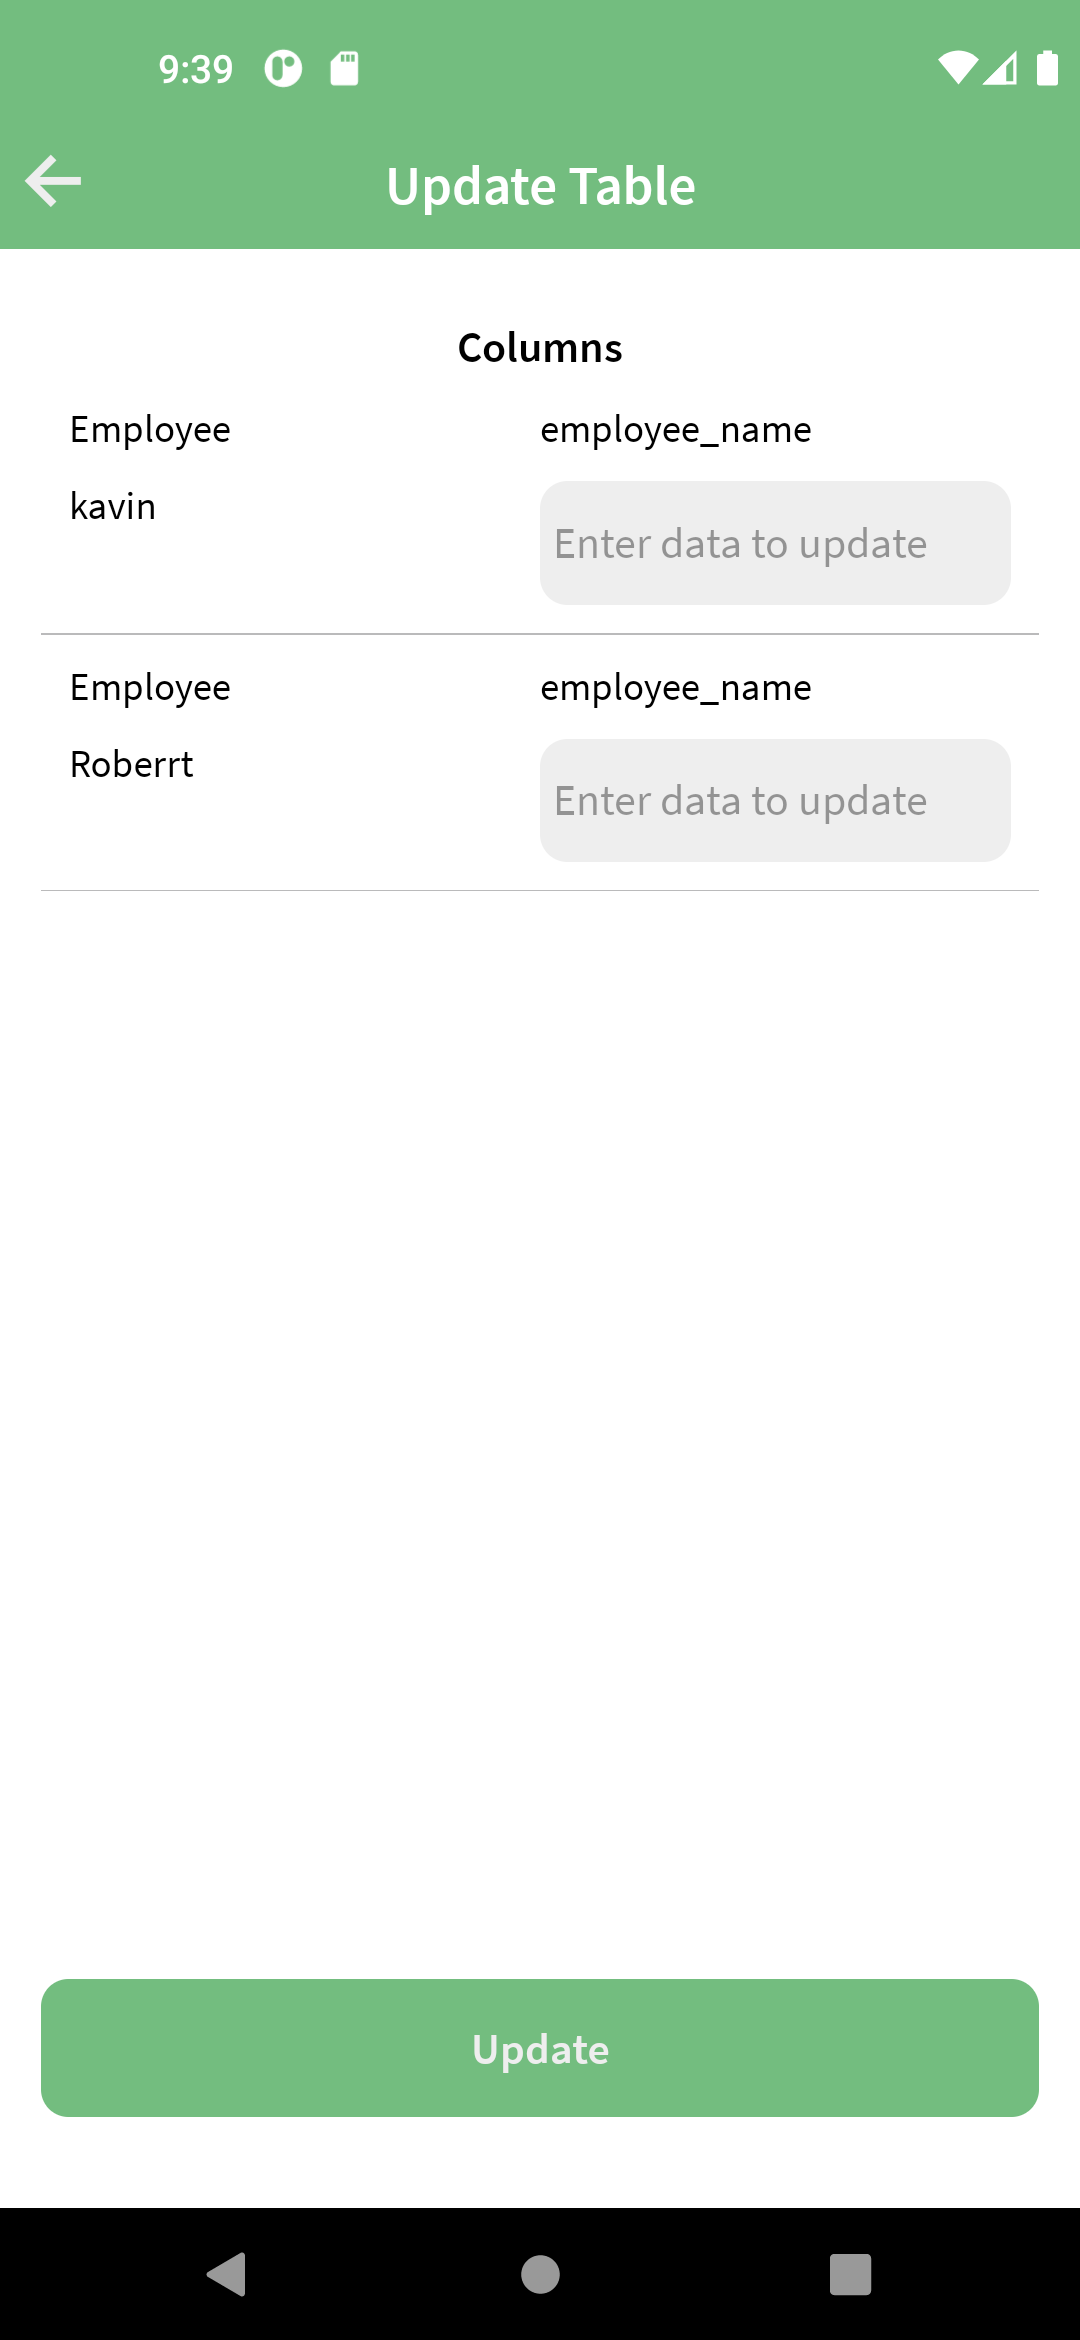 9:39
Update Table
Columns
Employee employee_name
kavin Enter data to update
Employee employee_name
Roberrt Enter data to update
Update